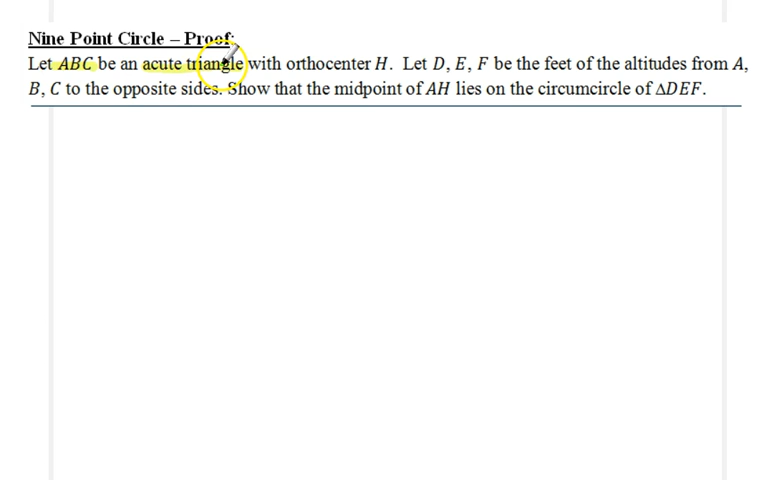 Nine Point Circle – Proof:
Let ABC be an acute triangle with orthocenter H. Let D, E, F be the feet of the altitudes from A,
B, C to the opposite sides. Show that the midpoint of AH lies on the circumcircle of ΔDEF.